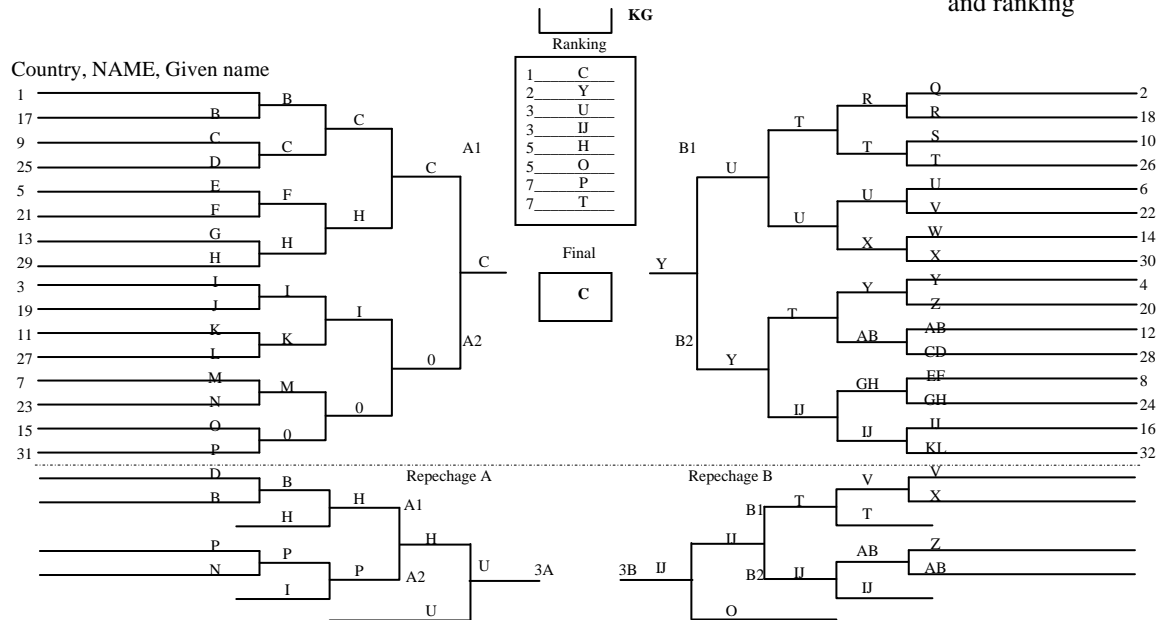 and ranking
KG
Ranking
1 C
2 Y
3 U
3 IJ
5 H
5 O
7 P
7 T
Final
C
Country, NAME, Given name
1
17 B
9 C
25 D
5 E
21 F
13 G
29 H
3 I
19 J
11 K
27 L
7 M
23 N
15 O
31 P
B
C
F
H
I
K
M
0
C
H
I
0
C
0
A1
A2
C
Y
B1
B2
U
Y
T
U
T
IJ
R
T
U
X
Y
AB
GH
IJ
Q 2
R 18
S 10
T 26
U 6
V 22
W 14
X 30
Y 4
Z 20
AB 12
CD 28
EF 8
GH 24
IJ 16
KL 32
Repechage A
D
B
B
H
H
A1
P
N
P
I
P
A2
H
U
U
3A
Repechage B
3B IJ
IJ
O
B1
B2
T
IJ
V
T
AB
IJ
V
X
Z
AB